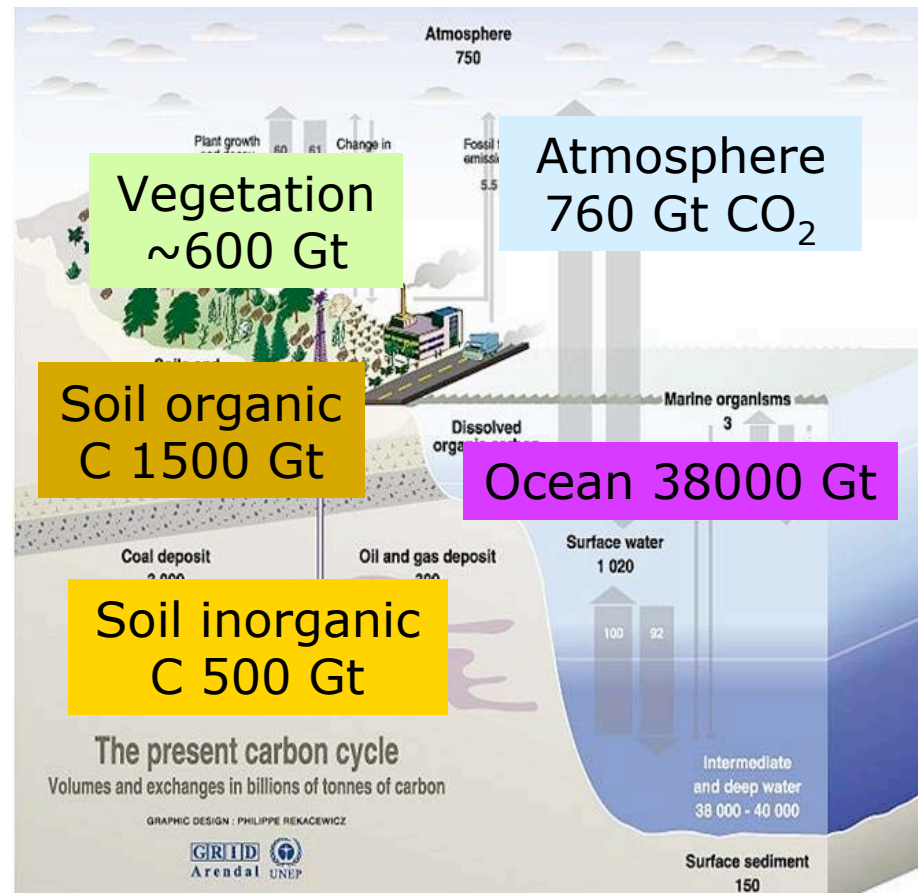 Atmosphere
750
Plant growth
60 61
Change in
Fossil
5.5
Atmosphere
760 Gt CO₂
Vegetation
~600 Gt
Soil organic
C 1500 Gt
Marine organisms
3
Dissolved
Ocean 38000 Gt
Coal deposit
Oil and gas deposit
Surface water
1 020
100 92
Soil inorganic
C 500 Gt
The present carbon cycle
Volumes and exchanges in billions of tonnes of carbon
GRAPHIC DESIGN : PHILIPPE REKACEWICZ
GRID
Arendal UNEP
Intermediate
and deep water
38 000 - 40 000
Surface sediment
150